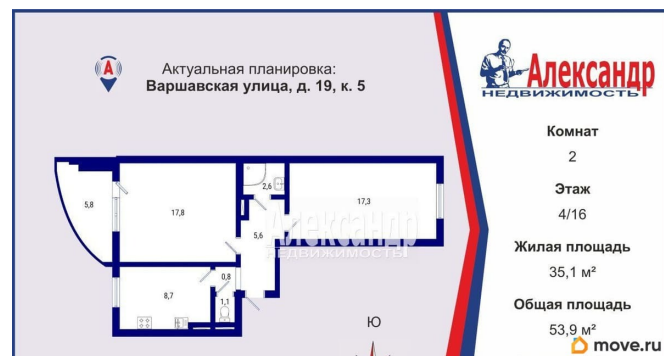 Актуальная планировка:
Варшавская улица, д. 19, к. 5
Александр
НЕДВИЖИМОСТЬ
Комнат
2
Этаж
4/16
Жилая площадь
35,1 м²
Общая площадь
53,9 м²
5,8
17,8
2,6
17,3
5,6
Александр
НЕДВИЖИМОСТЬ
8,7
0,8
1,1
Ю
move.ru